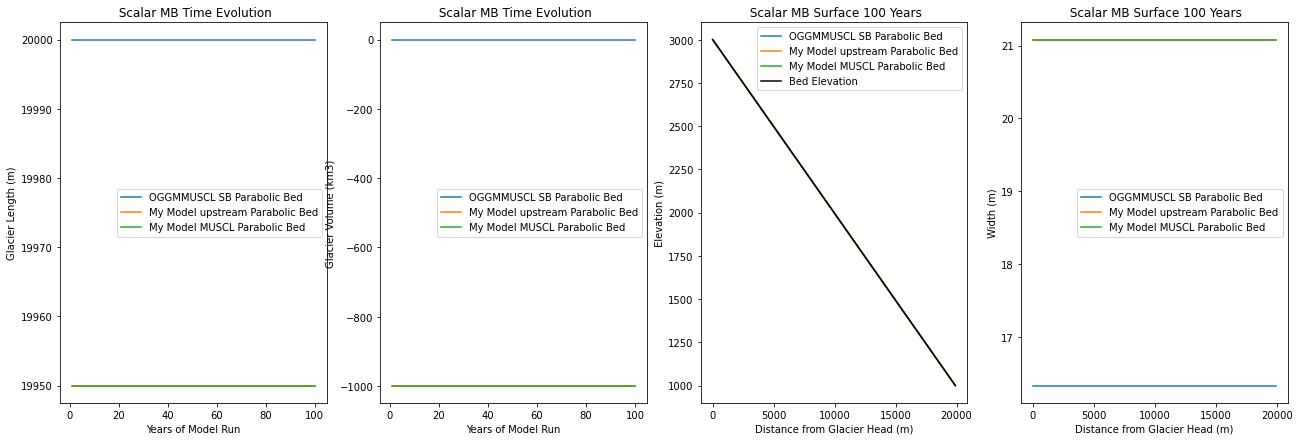 Scalar MB Time Evolution
20000
19990
19980
19970
19960
19950
Glacier Length (m)
OGGMMUSCL SB Parabolic Bed
My Model upstream Parabolic Bed
My Model MUSCL Parabolic Bed
0 20 40 60 80 100
Years of Model Run
Scalar MB Time Evolution
0
−200
−400
−600
−800
−1000
Glacier Volume (km3)
OGGMMUSCL SB Parabolic Bed
My Model upstream Parabolic Bed
My Model MUSCL Parabolic Bed
0 20 40 60 80 100
Years of Model Run
Scalar MB Surface 100 Years
3000
2750
2500
2250
2000
1750
1500
1250
1000
Elevation (m)
OGGMMUSCL SB Parabolic Bed
My Model upstream Parabolic Bed
My Model MUSCL Parabolic Bed
Bed Elevation
0 5000 10000 15000 20000
Distance from Glacier Head (m)
Scalar MB Surface 100 Years
21
20
19
18
17
Width (m)
OGGMMUSCL SB Parabolic Bed
My Model upstream Parabolic Bed
My Model MUSCL Parabolic Bed
0 5000 10000 15000 20000
Distance from Glacier Head (m)